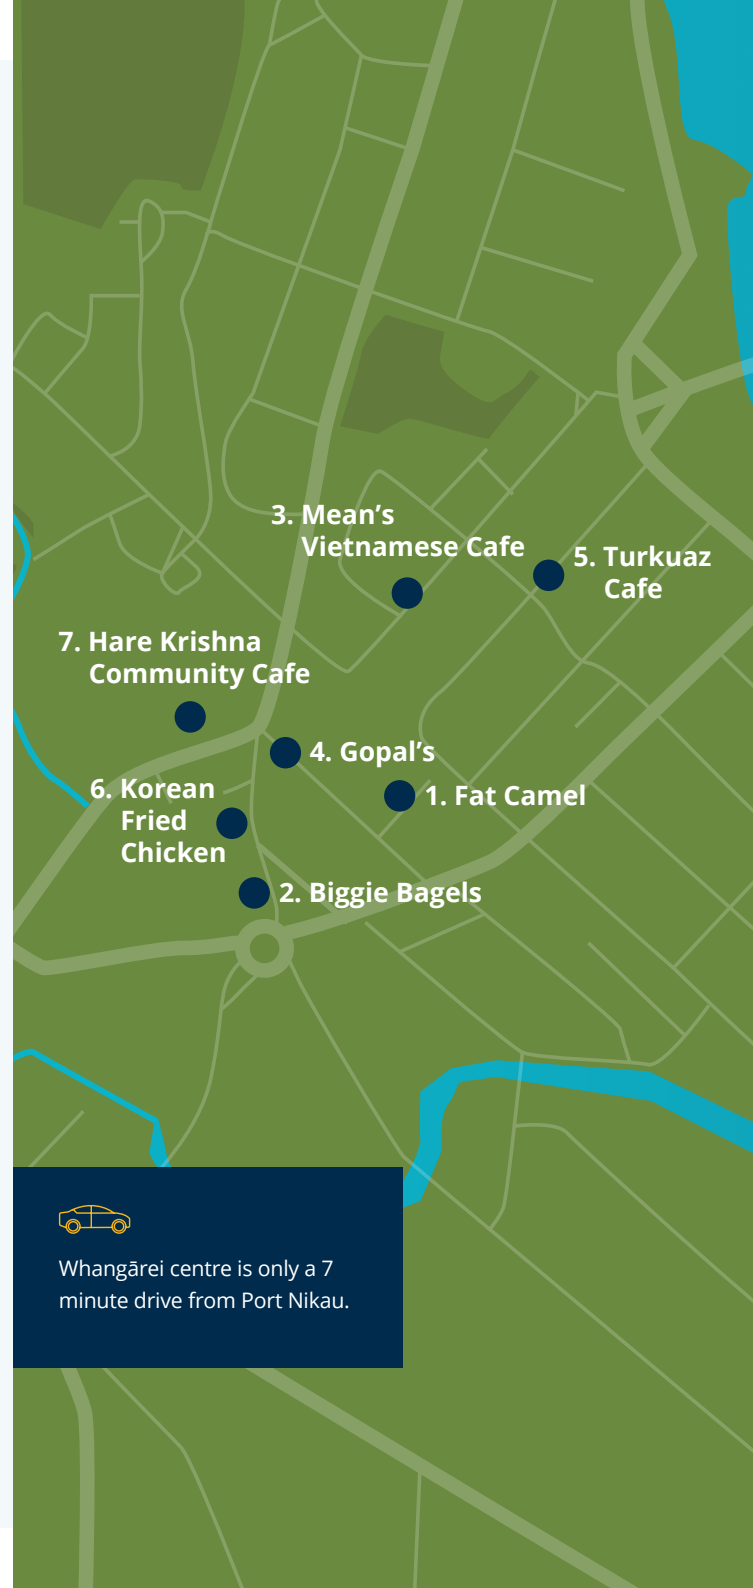 3. Mean’s
Vietnamese Cafe
5. Turkuaz
Cafe
7. Hare Krishna
Community Cafe
4. Gopal’s
6. Korean
Fried
Chicken
1. Fat Camel
2. Biggie Bagels
Whangārei centre is only a 7
minute drive from Port Nikau.